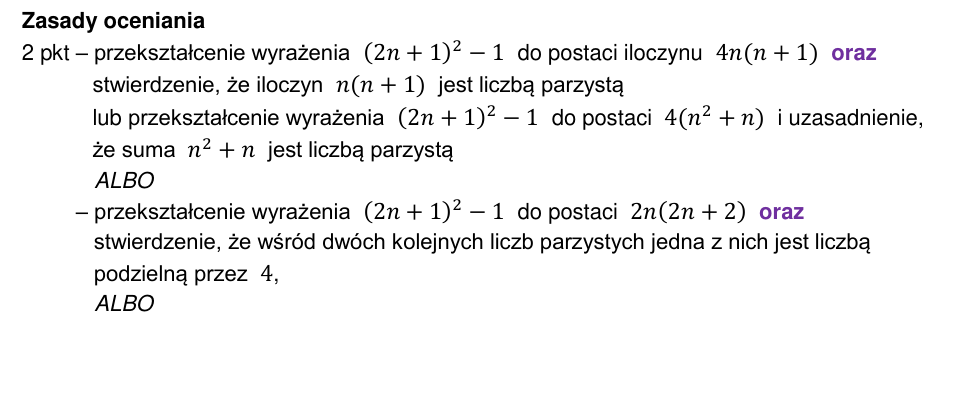 Zasady oceniania
2 pkt – przekształcenie wyrażenia (2n + 1)² − 1 do postaci iloczynu 4n(n + 1) oraz
stwierdzenie, że iloczyn n(n + 1) jest liczbą parzystą
lub przekształcenie wyrażenia (2n + 1)² − 1 do postaci 4(n² + n) i uzasadnienie,
że suma n² + n jest liczbą parzystą
ALBO
– przekształcenie wyrażenia (2n + 1)² − 1 do postaci 2n(2n + 2) oraz
stwierdzenie, że wśród dwóch kolejnych liczb parzystych jedna z nich jest liczbą
podzielną przez 4,
ALBO